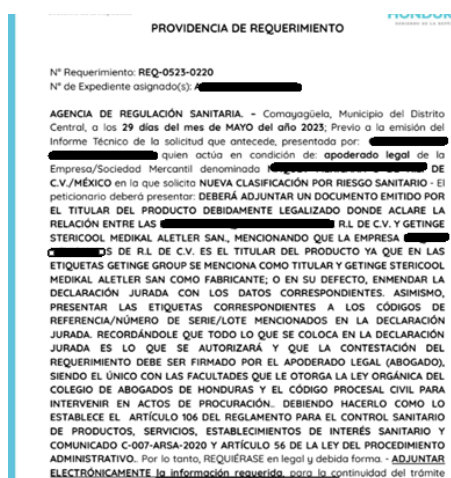 HONDUR
PROVIDENCIA DE REQUERIMIENTO
N° Requerimiento: REQ-0523-0220
N° de Expediente asignado(s): A
AGENCIA DE REGULACIÓN SANITARIA. – Comayagüela, Municipio del Distrito
Central, a los 29 días del mes de MAYO del año 2023; Previo a la emisión del
Informe Técnico de la solicitud que antecede, presentada por:
quien actúa en condición de: apoderado legal de la
Empresa/Sociedad Mercantil denominada DE
C.V./MÉXICO en la que solicita NUEVA CLASIFICACIÓN POR RIESGO SANITARIO - El
peticionario deberá presentar: DEBERÁ ADJUNTAR UN DOCUMENTO EMITIDO POR
EL TITULAR DEL PRODUCTO DEBIDAMENTE LEGALIZADO DONDE ACLARE LA
RELACIÓN ENTRE LAS R.L DE C.V. Y GETINGE
STERICOOL MEDIKAL ALETLER SAN., MENCIONANDO QUE LA EMPRESA
OS DE R.L DE C.V. ES EL TITULAR DEL PRODUCTO YA QUE EN LAS
ETIQUETAS GETINGE GROUP SE MENCIONA COMO TITULAR Y GETINGE STERICOOL
MEDIKAL ALETLER SAN COMO FABRICANTE; O EN SU DEFECTO, ENMENDAR LA
DECLARACIÓN JURADA CON LOS DATOS CORRESPONDIENTES. ASIMISMO,
PRESENTAR LAS ETIQUETAS CORRESPONDIENTES A LOS CÓDIGOS DE
REFERENCIA/NÚMERO DE SERIE/LOTE MENCIONADOS EN LA DECLARACIÓN
JURADA. RECORDÁNDOLE QUE TODO LO QUE SE COLOCA EN LA DECLARACIÓN
JURADA ES LO QUE SE AUTORIZARÁ Y QUE LA CONTESTACIÓN DEL
REQUERIMIENTO DEBE SER FIRMADO POR EL APODERADO LEGAL (ABOGADO),
SIENDO EL ÚNICO CON LAS FACULTADES QUE LE OTORGA LA LEY ORGÁNICA DEL
COLEGIO DE ABOGADOS DE HONDURAS Y EL CÓDIGO PROCESAL CIVIL PARA
INTERVENIR EN ACTOS DE PROCURACIÓN.. DEBIENDO HACERLO COMO LO
ESTABLECE EL ARTÍCULO 106 DEL REGLAMENTO PARA EL CONTROL SANITARIO
DE PRODUCTOS, SERVICIOS, ESTABLECIMIENTOS DE INTERÉS SANITARIO Y
COMUNICADO C-007-ARSA-2020 Y ARTÍCULO 56 DE LA LEY DEL PROCEDIMIENTO
ADMINISTRATIVO.. Por lo tanto, REQUIÉRASE en legal y debida forma. - ADJUNTAR
ELECTRÓNICAMENTE la información requerida, para la continuidad del trámite